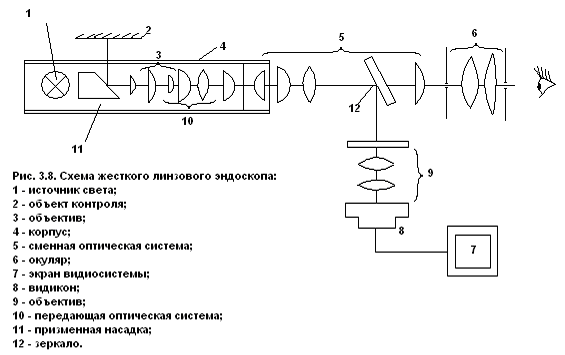 1
2
3
4
5
6
10
11
12
9
8
7
Рис. 3.8. Схема жесткого линзового эндоскопа:
1 - источник света;
2 - объект контроля;
3 - объектив;
4 - корпус;
5 - сменная оптическая система;
6 - окуляр;
7 - экран видиосистемы;
8 - видикон;
9 - объектив;
10 - передающая оптическая система;
11 - призменная насадка;
12 - зеркало.